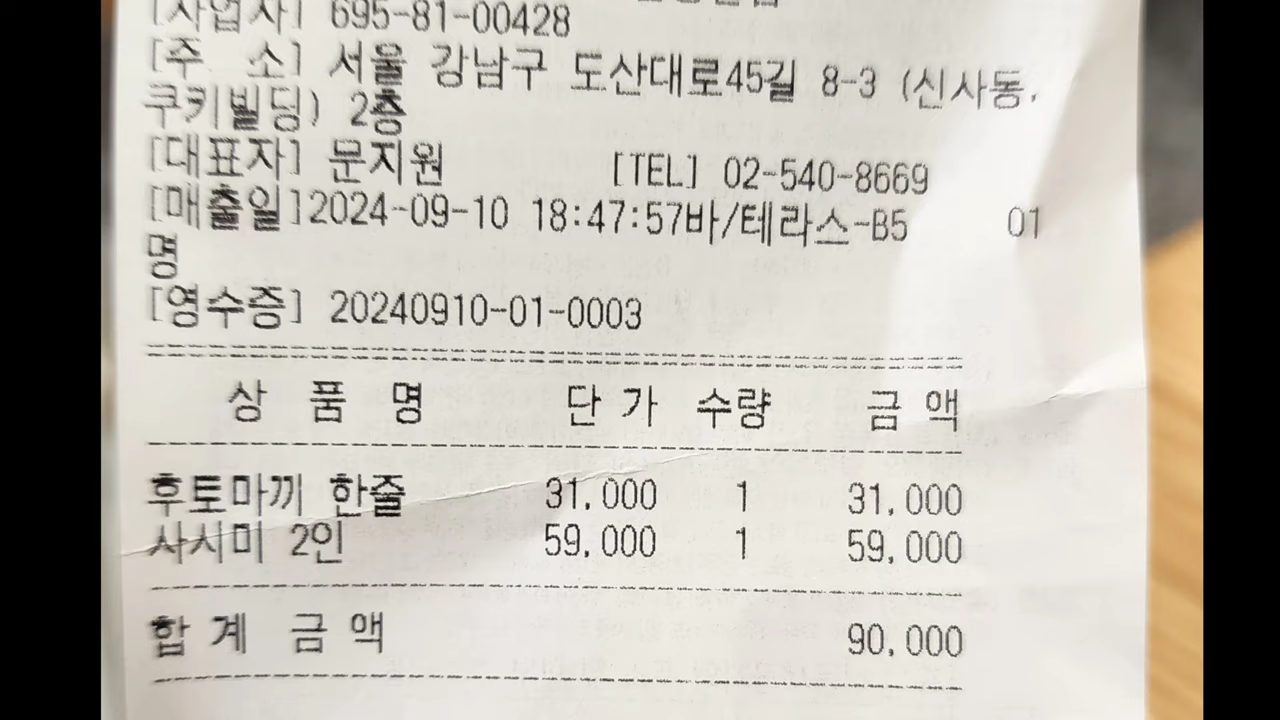 [사업자] 695-81-00428
[주 소] 서울 강남구 도산대로45길 8-3 (신사동,
쿠키빌딩) 2층
[대표자] 문지원 [TEL] 02-540-8669
[매출일]2024-09-10 18:47:57바/테라스-B5 01
명
[영수증] 20240910-01-0003
상 품 명 단 가 수량 금 액
후토마끼 한줄 31,000 1 31,000
사시미 2인 59,000 1 59,000
합 계 금 액 90,000